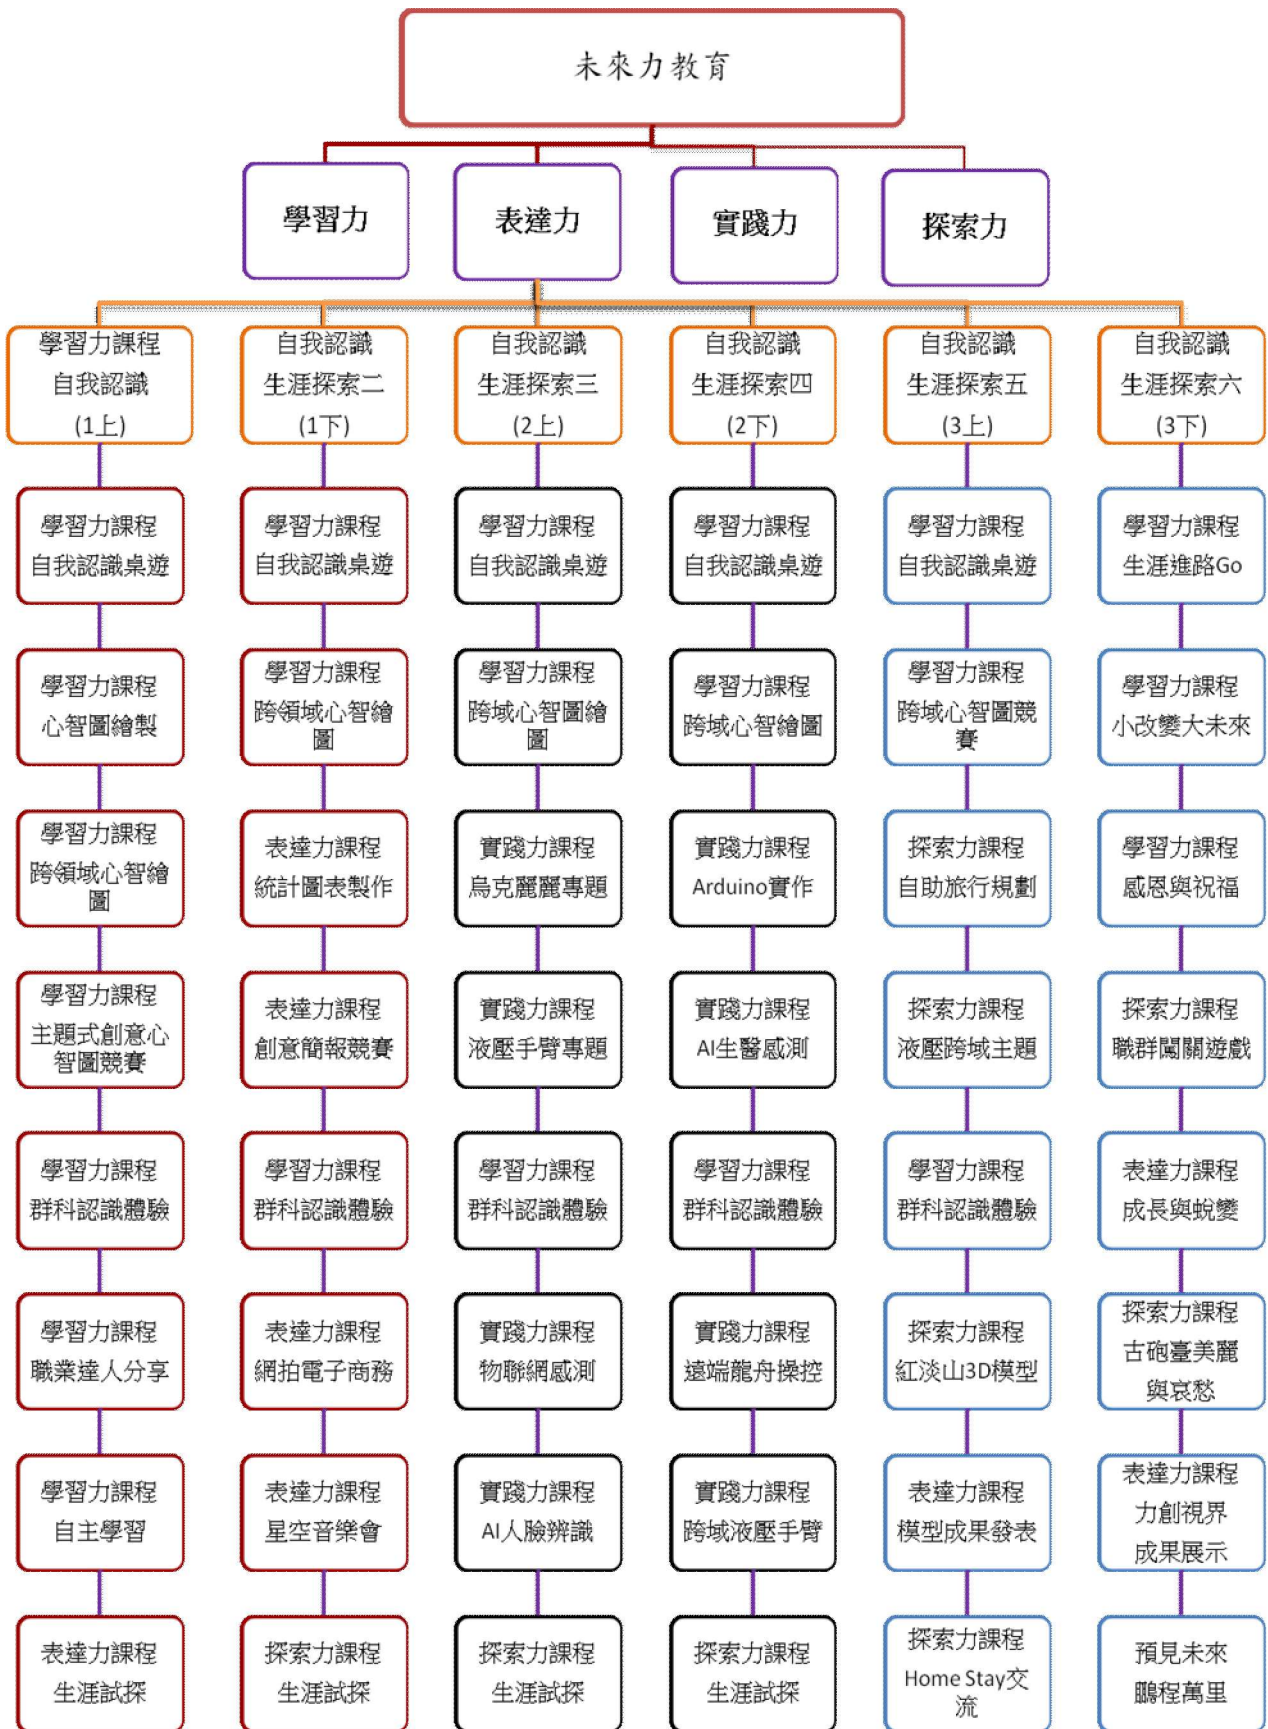 未來力教育
學習力
表達力
實踐力
探索力
學習力課程
自我認識
(1上)
自我認識
生涯探索二
(1下)
自我認識
生涯探索三
(2上)
自我認識
生涯探索四
(2下)
自我認識
生涯探索五
(3上)
自我認識
生涯探索六
(3下)
學習力課程
自我認識桌遊
學習力課程
自我認識桌遊
學習力課程
自我認識桌遊
學習力課程
自我認識桌遊
學習力課程
自我認識桌遊
學習力課程
生涯進路Go
學習力課程
心智圖繪製
學習力課程
跨領域心智繪
圖
學習力課程
跨域心智圖繪
圖
學習力課程
跨域心智繪圖
學習力課程
跨域心智圖競
賽
學習力課程
小改變大未來
學習力課程
跨領域心智繪
圖
表達力課程
統計圖表製作
實踐力課程
烏克麗麗專題
實踐力課程
Arduino實作
探索力課程
自助旅行規劃
學習力課程
感恩與祝福
學習力課程
主題式創意心
智圖競賽
表達力課程
創意簡報競賽
實踐力課程
液壓手臂專題
實踐力課程
AI生醫感測
探索力課程
液壓跨域主題
探索力課程
職群闖關遊戲
學習力課程
群科認識體驗
學習力課程
群科認識體驗
學習力課程
群科認識體驗
學習力課程
群科認識體驗
學習力課程
群科認識體驗
表達力課程
成長與蛻變
學習力課程
職業達人分享
表達力課程
網拍電子商務
實踐力課程
物聯網感測
實踐力課程
遠端龍舟操控
探索力課程
紅淡山3D模型
探索力課程
古砲臺美麗
與哀愁
學習力課程
自主學習
表達力課程
星空音樂會
實踐力課程
AI人臉辨識
實踐力課程
跨域液壓手臂
表達力課程
模型成果發表
表達力課程
力創視界
成果展示
表達力課程
生涯試探
探索力課程
生涯試探
探索力課程
生涯試探
探索力課程
生涯試探
探索力課程
Home Stay交
流
預見未來
鵬程萬里